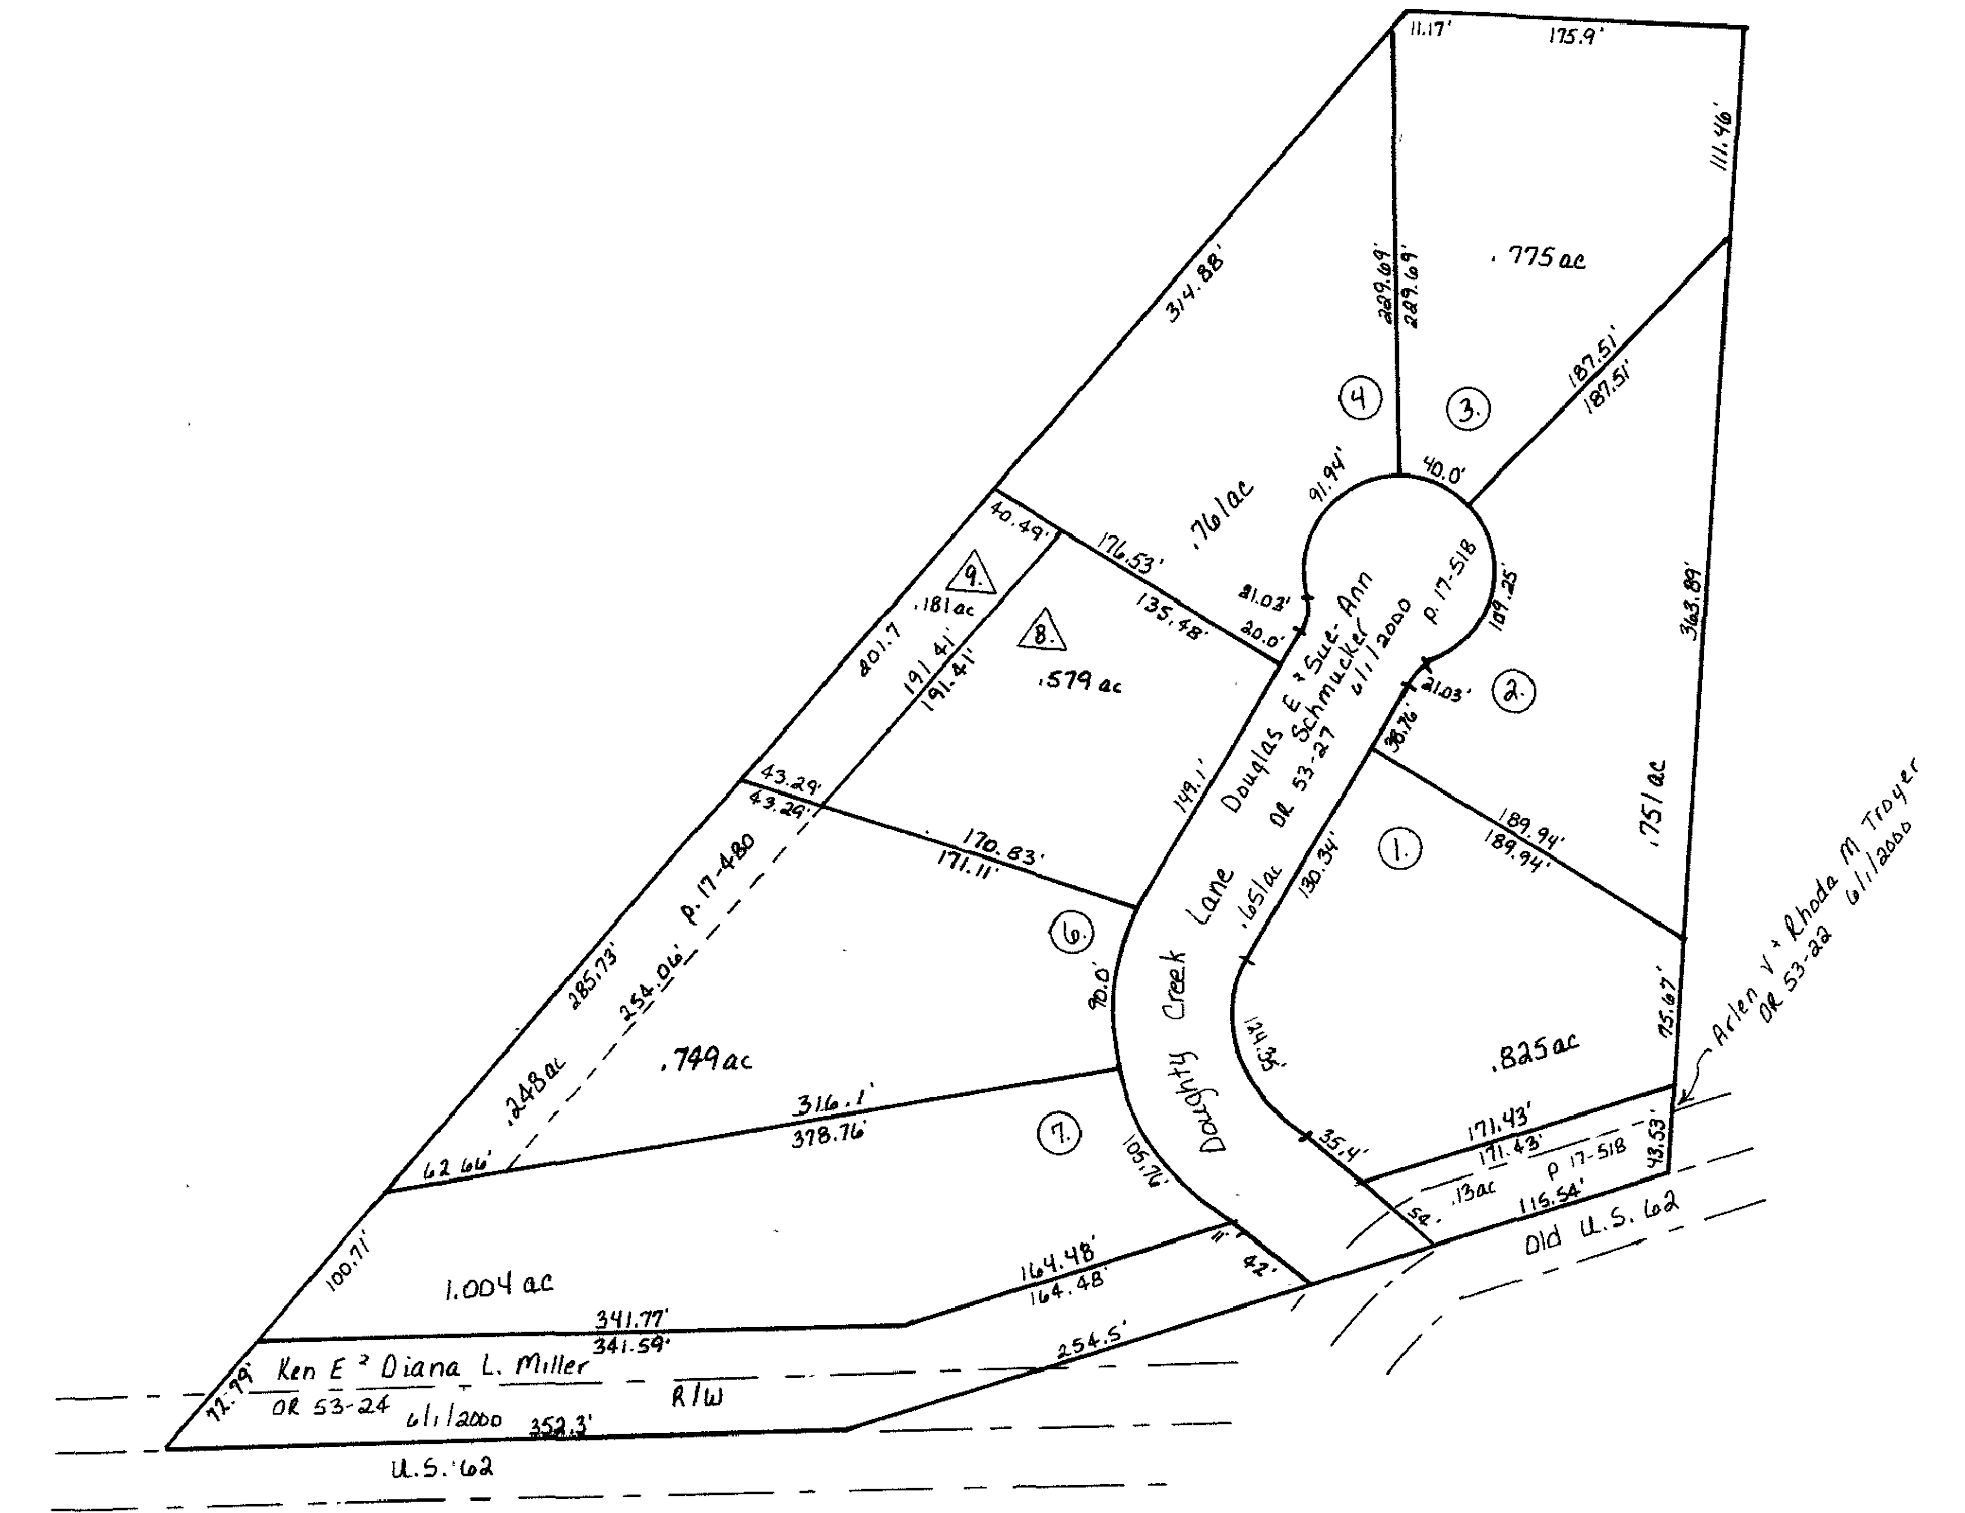 11.17'
175.9'
111.46'
314.88'
.775 ac
229.69'
229.69'
187.51'
187.51'
4
3.
40.0'
91.94'
.761 ac
40.49'
176.53'
135.48'
21.03'
20.0'
9.
.181 ac
8.
.579 ac
201.7
191.41'
191.41'
Douglas E & Sue-Ann
Schmucker
OR 53-27 6/1/2000
p. 17-518
109.25'
363.89'
21.03'
2.
38.76'
.751 ac
43.29'
43.29'
170.83'
171.11'
149.1'
189.94'
189.94'
1.
130.34'
.651 ac
Doughty Creek Lane
p. 17-480
285.73'
254.06'
6.
90.0'
124.35'
.248 ac
.749 ac
.825 ac
75.67'
Arlen V & Rhoda M Troyer
OR 53-22 6/1/2000
62.66'
316.1'
378.76'
7.
105.76'
35.4'
171.43'
171.43'
p 17-518
.13ac
43.53'
54.
115.54'
Old U.S. 62
100.71'
1.004 ac
164.48'
164.48'
11'
42'
341.77'
341.59'
254.5'
72.99'
Ken E & Diana L. Miller
OR 53-24 6/1/2000
R/W
352.3'
U.S. 62